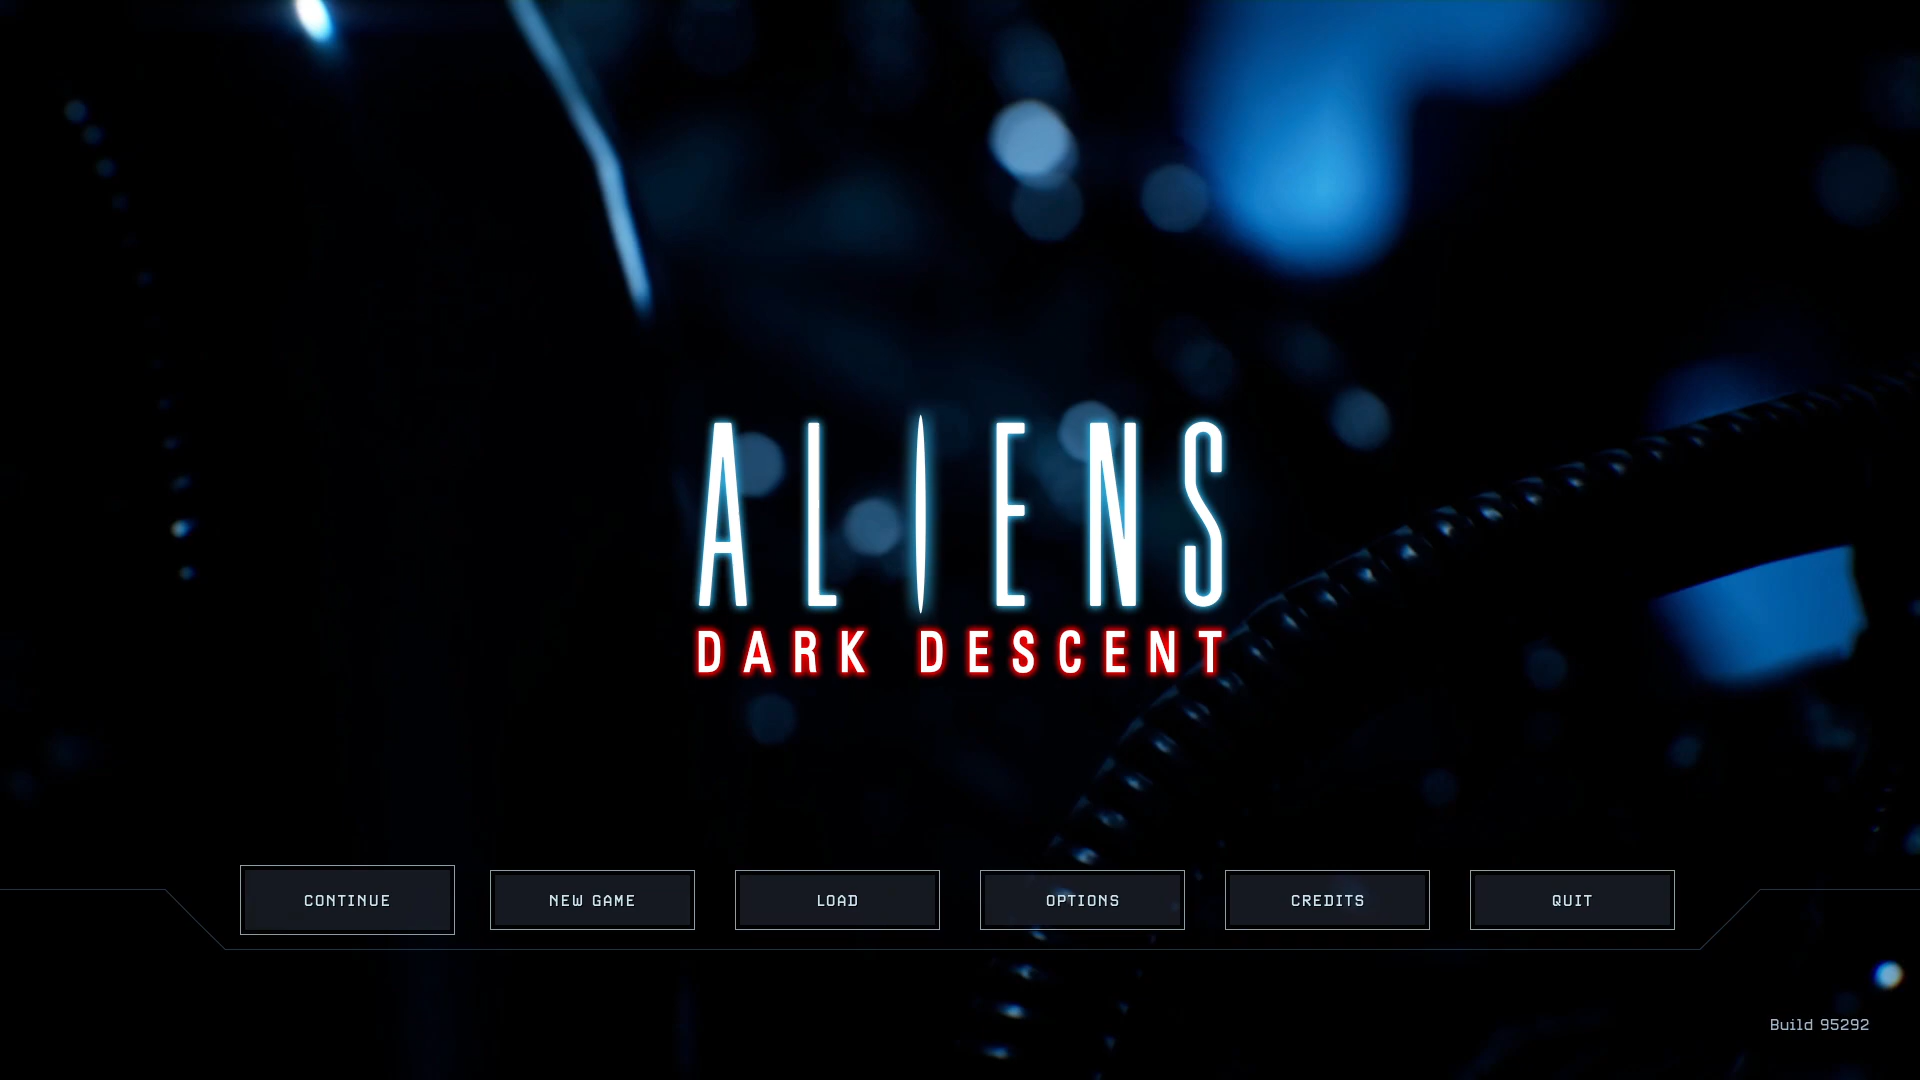 ALIENS
DARK DESCENT
CONTINUE
NEW GAME
LOAD
OPTIONS
CREDITS
QUIT
Build 95292